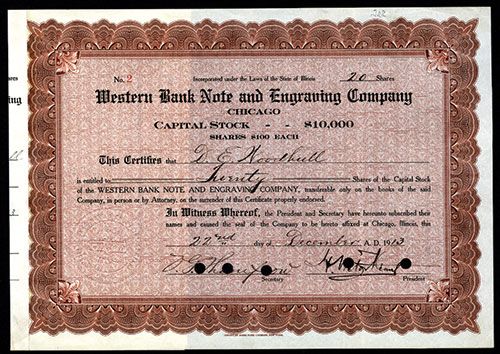 No. 2 Incorporated under the Laws of the State of Illinois 20 Shares
Western Bank Note and Engraving Company
CHICAGO
CAPITAL STOCK - - $10,000
SHARES $100 EACH
This Certifies that D. E. Woodhull
is entitled to Twenty Shares of the Capital Stock
of the WESTERN BANK NOTE AND ENGRAVING COMPANY, transferable only on the books of the said
Company, in person or by Attorney, on the surrender of this Certificate properly endorsed.
In Witness Whereof, the President and Secretary have hereunto subscribed their
names and caused the seal of the Company to be hereto affixed at Chicago, Illinois, this
22nd day of December A.D. 1913
Secretary President